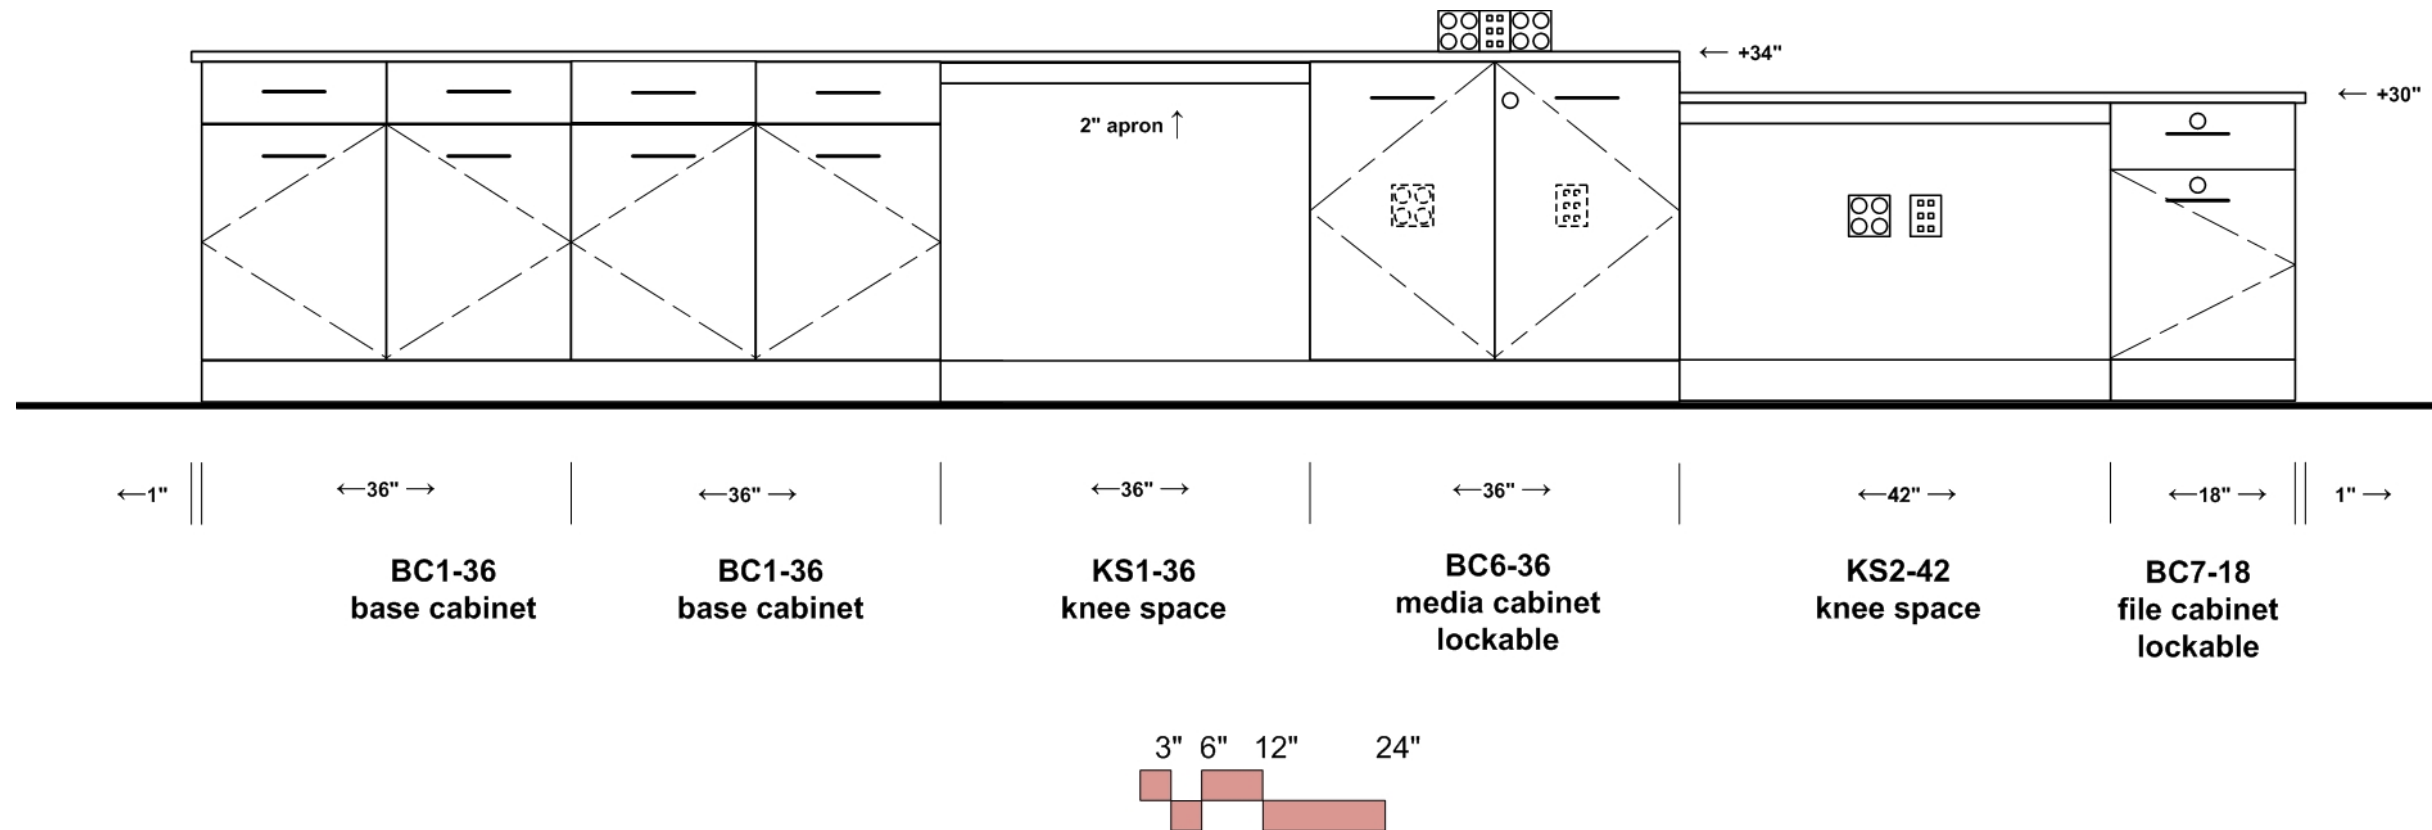 ← +34"
← +30"
2" apron ↑
←1"
←36" →
←36" →
←36" →
←36" →
←42" →
←18" →
1" →
BC1-36
base cabinet
BC1-36
base cabinet
KS1-36
knee space
BC6-36
media cabinet
lockable
KS2-42
knee space
BC7-18
file cabinet
lockable
3" 6" 12" 24"